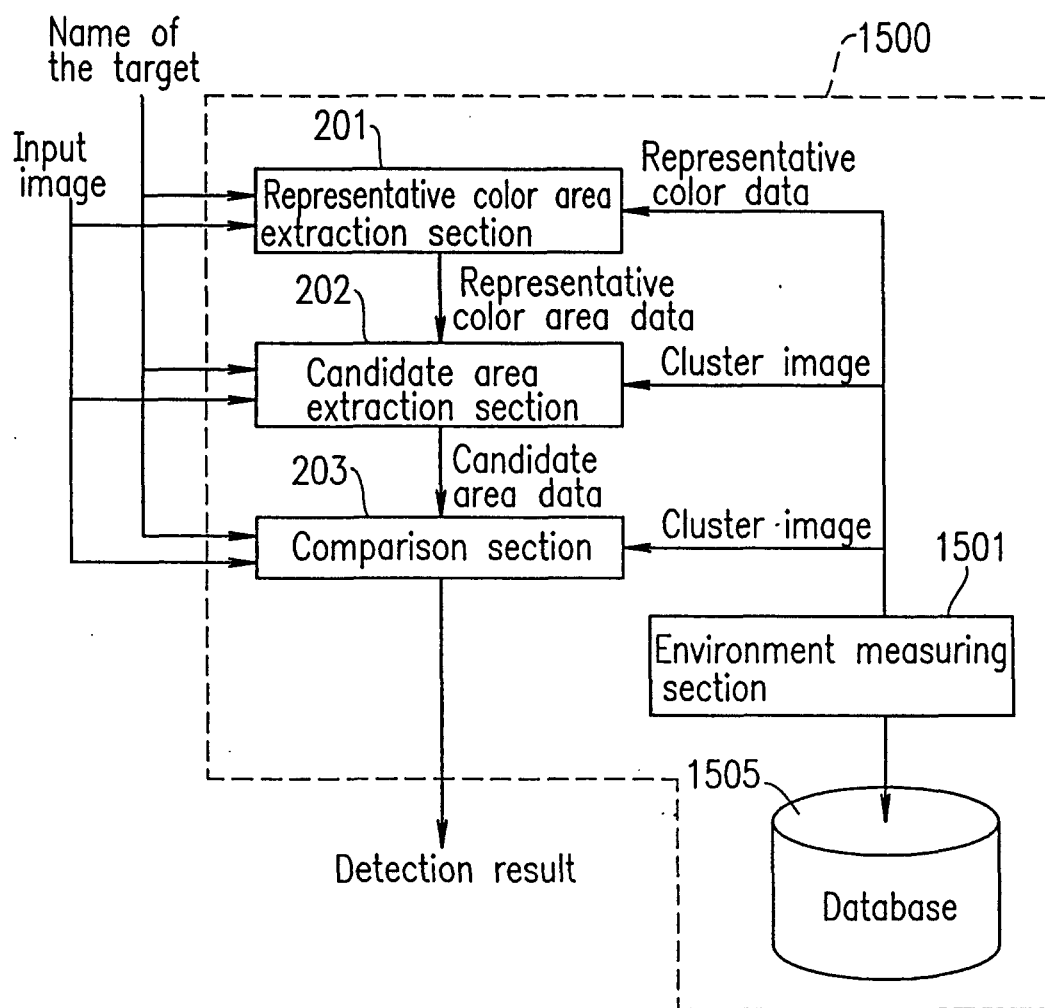 Name of
the target
1500
Input
image
201
Representative color area
extraction section
Representative
color data
202
Representative
color area data
Candidate area
extraction section
Cluster image
203
Candidate
area data
Comparison section
Cluster image
1501
Environment measuring
section
1505
Database
Detection result